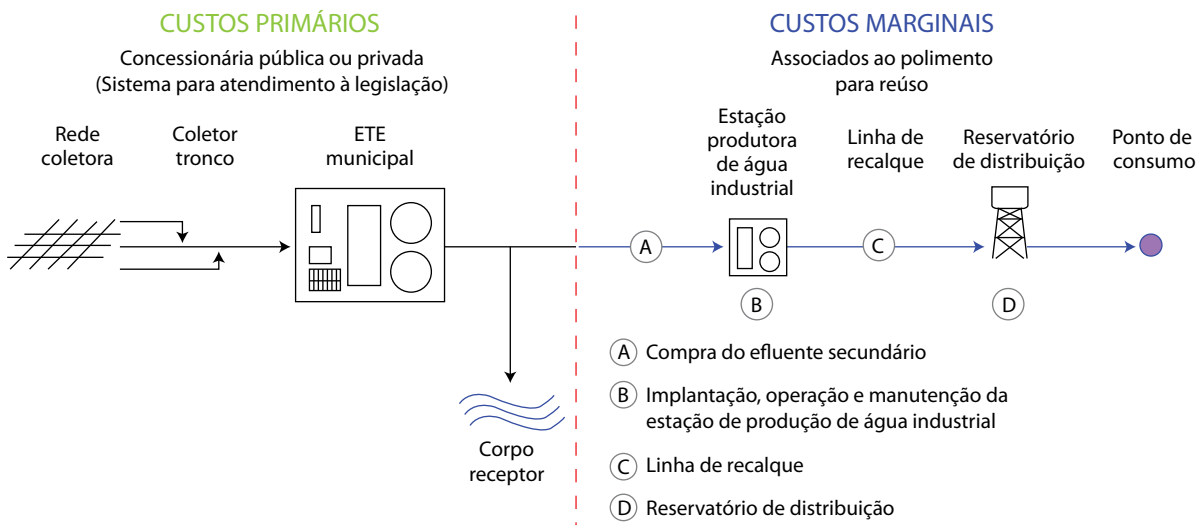 CUSTOS PRIMÁRIOS
Concessionária pública ou privada
(Sistema para atendimento à legislação)
Rede
coletora
Coletor
tronco
ETE
municipal
Corpo
receptor
CUSTOS MARGINAIS
Associados ao polimento
para reúso
Estação
produtora
de água
industrial
Linha de
recalque
Reservatório
de distribuição
Ponto de
consumo
A
B
C
D
A Compra do efluente secundário
B Implantação, operação e manutenção da
estação de produção de água industrial
C Linha de recalque
D Reservatório de distribuição